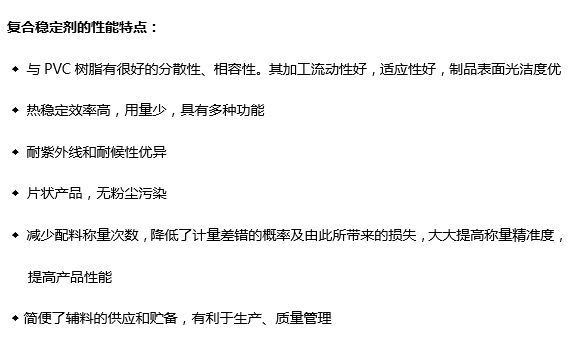 复合稳定剂的性能特点：
◆ 与 PVC 树脂有很好的分散性、相容性。其加工流动性好，适应性好，制品表面光洁度优
◆ 热稳定效率高，用量少，具有多种功能
◆ 耐紫外线和耐候性优异
◆ 片状产品，无粉尘污染
◆ 减少配料称量次数，降低了计量差错的概率及由此所带来的损失，大大提高称量精准度，
提高产品性能
◆简便了辅料的供应和贮备，有利于生产、质量管理